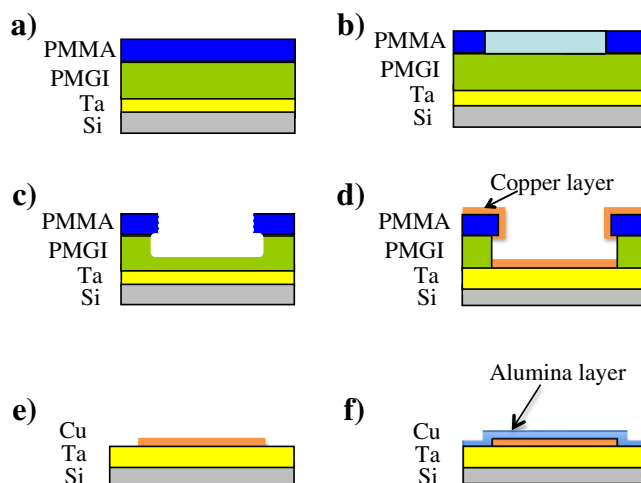 a)
PMMA
PMGI
Ta
Si
b)
PMMA
PMGI
Ta
Si
c)
PMMA
PMGI
Ta
Si
d)
Copper layer
PMMA
PMGI
Ta
Si
e)
Cu
Ta
Si
f)
Alumina layer
Cu
Ta
Si